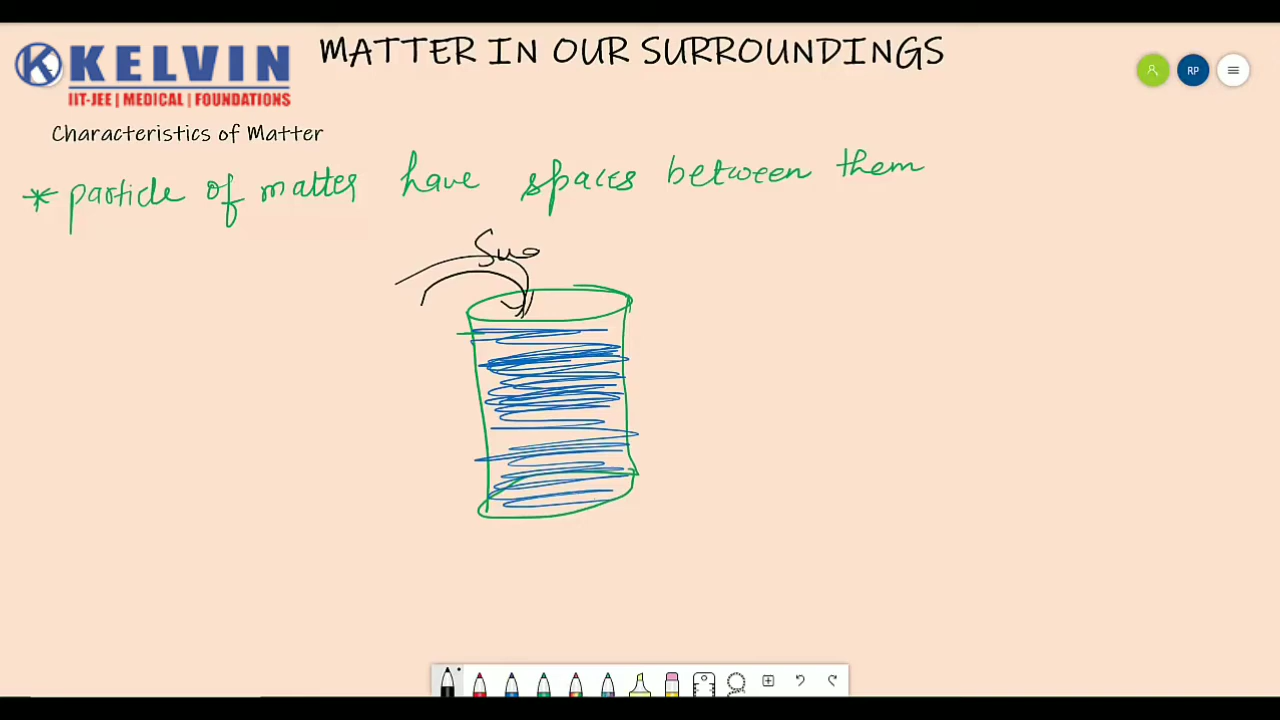 MATTER IN OUR SURROUNDINGS
KELVIN
IIT-JEE | MEDICAL | FOUNDATIONS
RP
Characteristics of Matter
* particle of matter have spaces between them